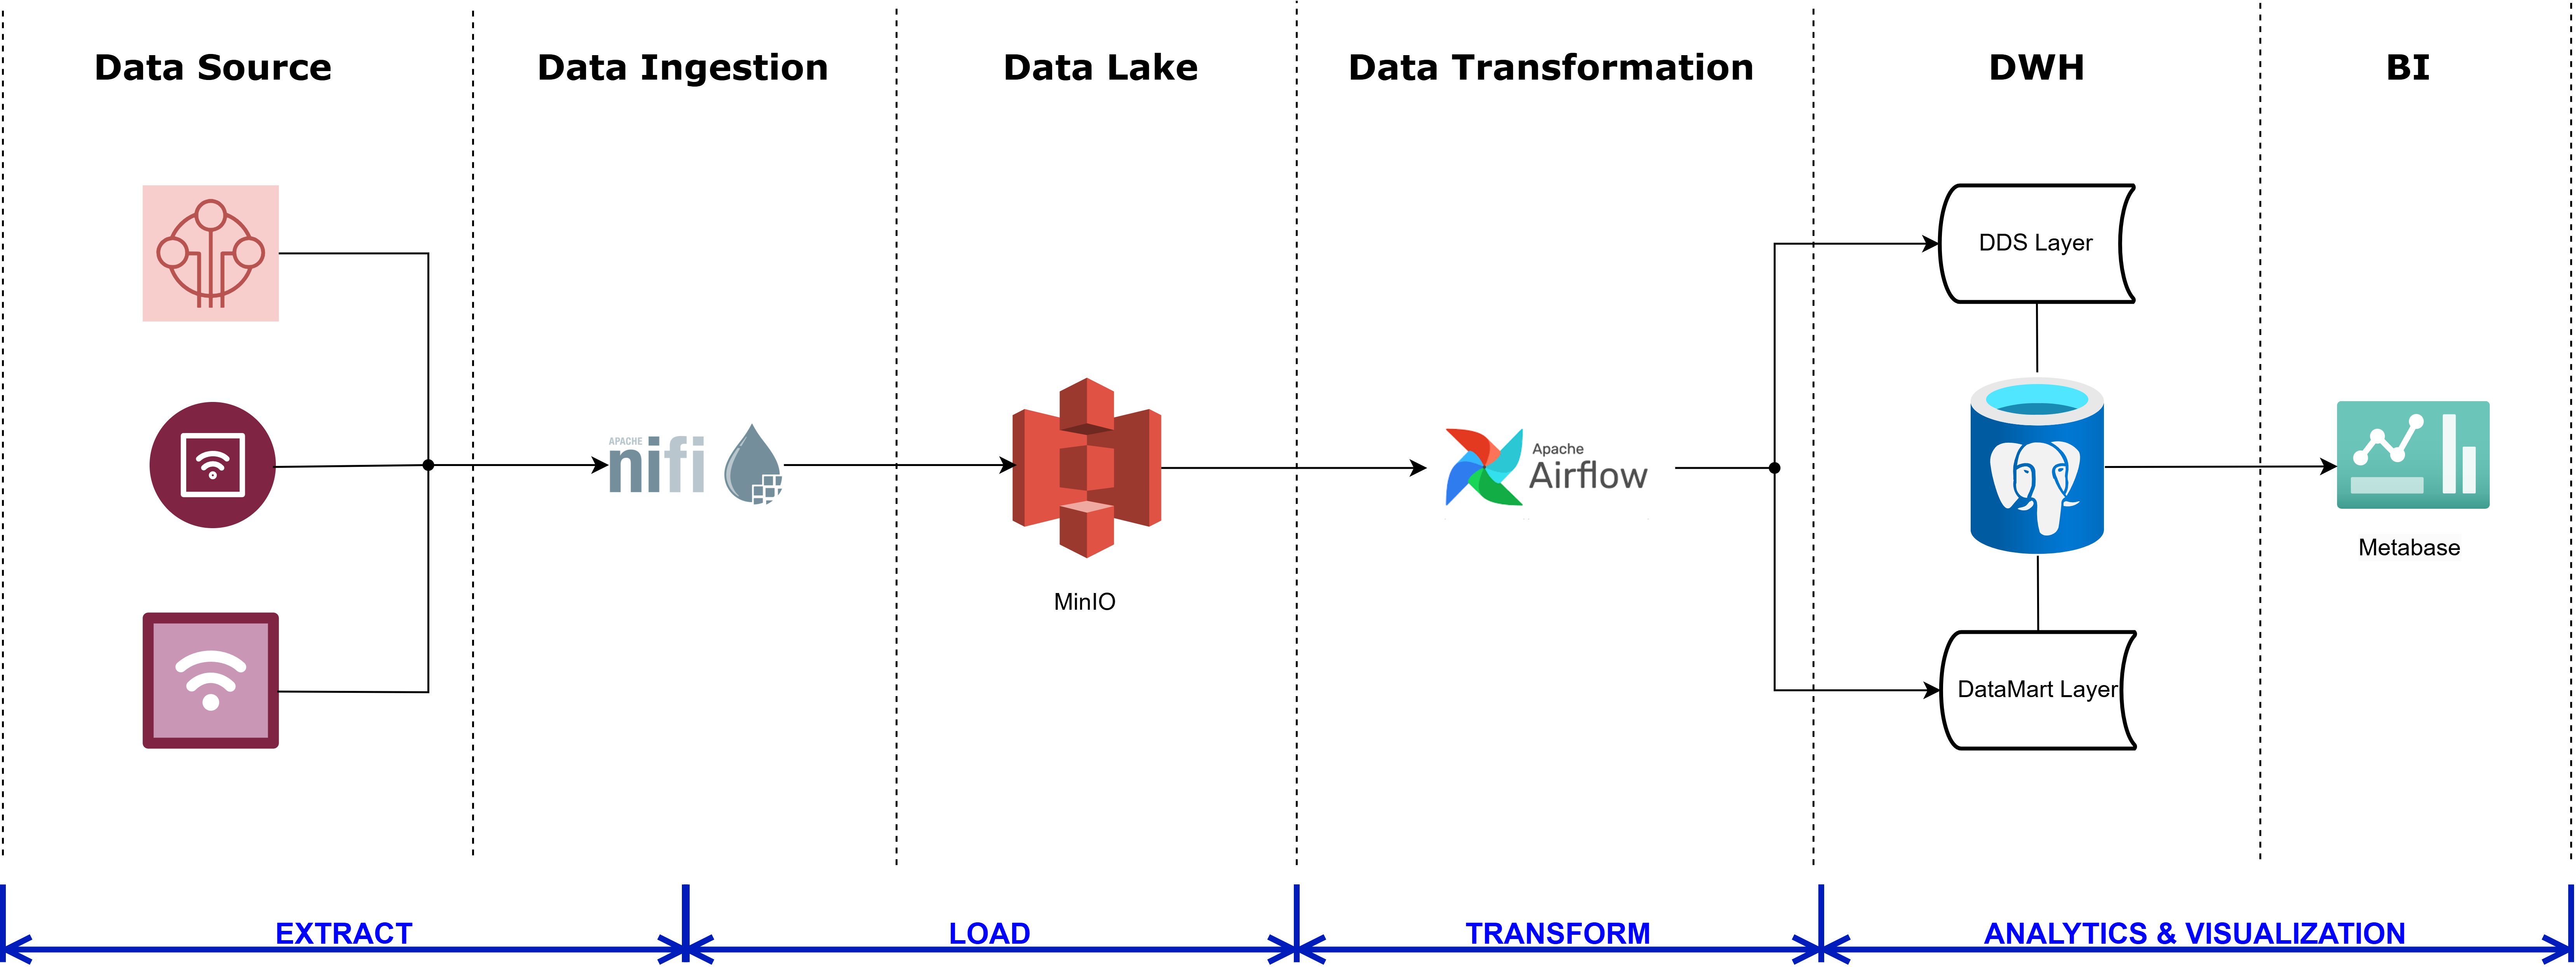 Data Source
Data Ingestion
Data Lake
Data Transformation
DWH
BI
DDS Layer
APACHE
nifi
Apache
Airflow
Metabase
MinIO
DataMart Layer
EXTRACT
LOAD
TRANSFORM
ANALYTICS & VISUALIZATION